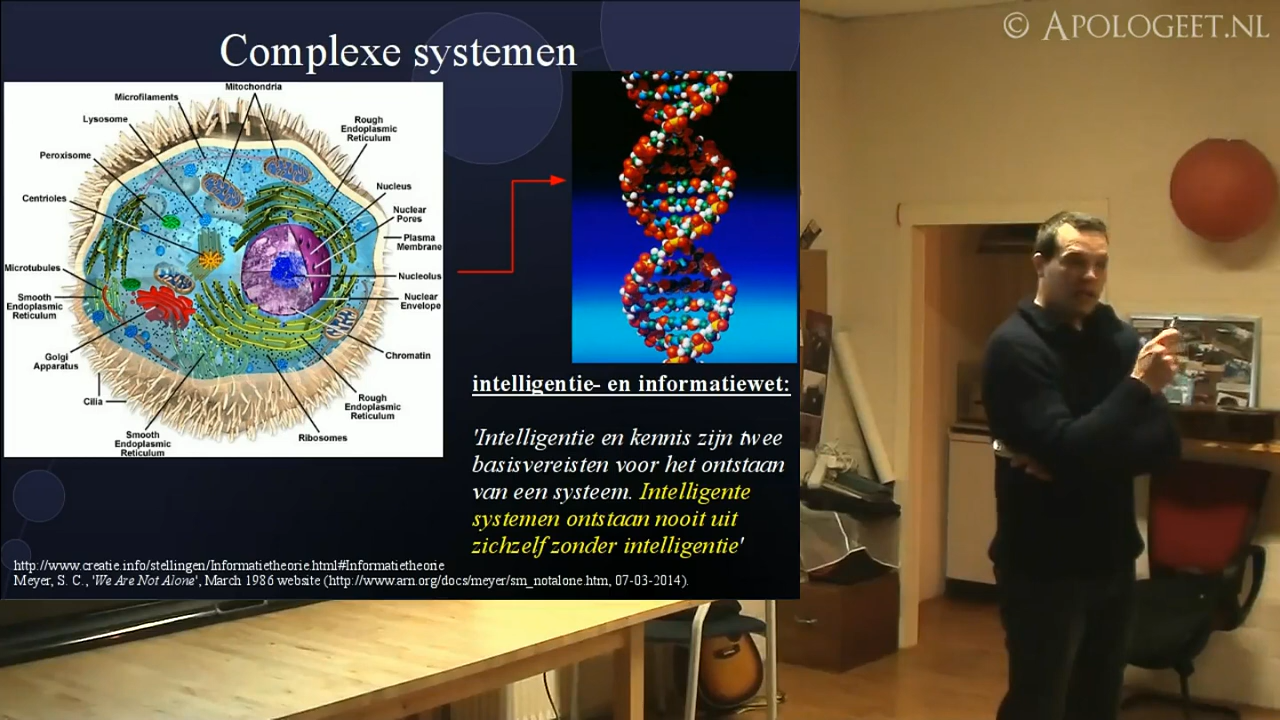 © APOLOGEET.NL
Complexe systemen
Mitochondria
Microfilaments
Lysosome
Rough
Endoplasmic
Reticulum
Peroxisome
Nucleus
Centrioles
Nuclear
Pores
Plasma
Membrane
Microtubules
Nucleolus
Smooth
Endoplasmic
Reticulum
Nuclear
Envelope
Golgi
Apparatus
Chromatin
Cilia
Rough
Endoplasmic
Reticulum
Smooth
Endoplasmic
Reticulum
Ribosomes
intelligentie- en informatiewet:
'Intelligentie en kennis zijn twee
basisvereisten voor het ontstaan
van een systeem. Intelligente
systemen ontstaan nooit uit
zichzelf zonder intelligentie'
http://www.creatie.info/stellingen/Informatietheorie.html#Informatietheorie
Meyer, S. C., 'We Are Not Alone', March 1986 website (http://www.arn.org/docs/meyer/sm_notalone.htm, 07-03-2014).